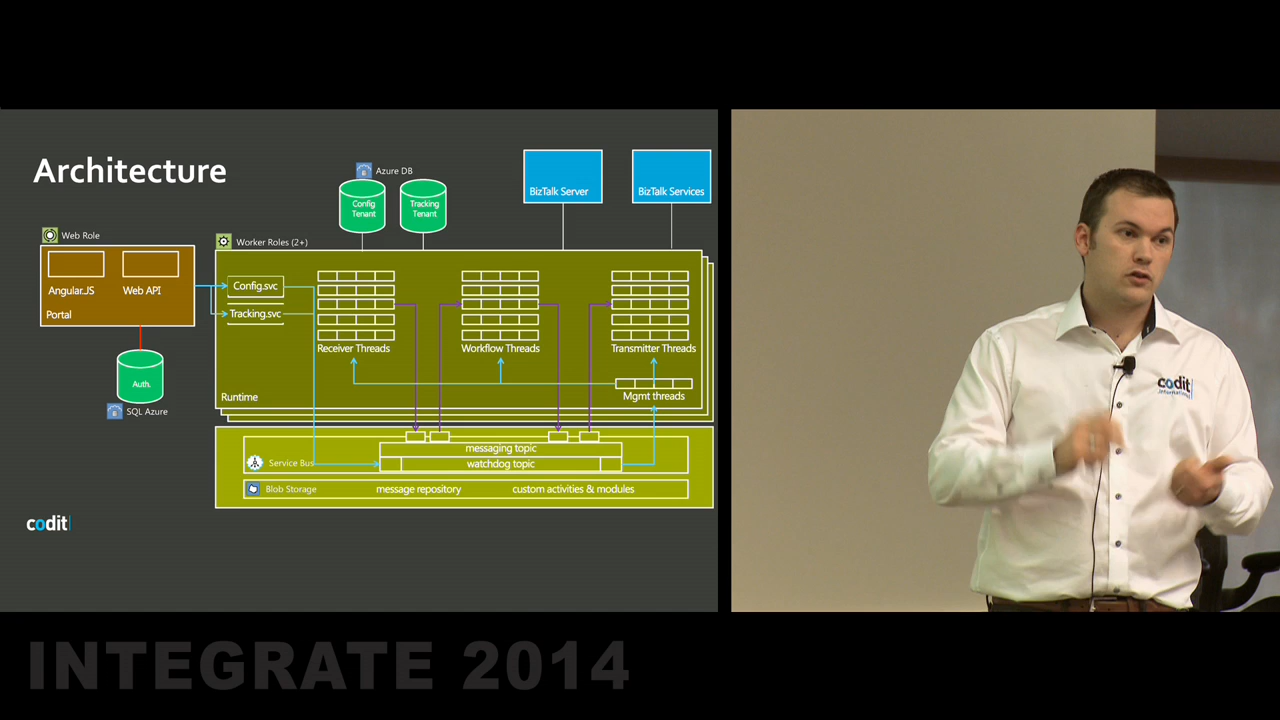 Architecture
Azure DB
Config
Tenant
Tracking
Tenant
BizTalk Server
BizTalk Services
Web Role
Worker Roles (2+)
Angular.JS
Web API
Portal
Config.svc
Tracking.svc
Receiver Threads
Workflow Threads
Transmitter Threads
Mgmt threads
Runtime
Auth.
SQL Azure
messaging topic
Service Bus
watchdog topic
Blob Storage
message repository
custom activities & modules
codit
codit
international
INTEGRATE 2014